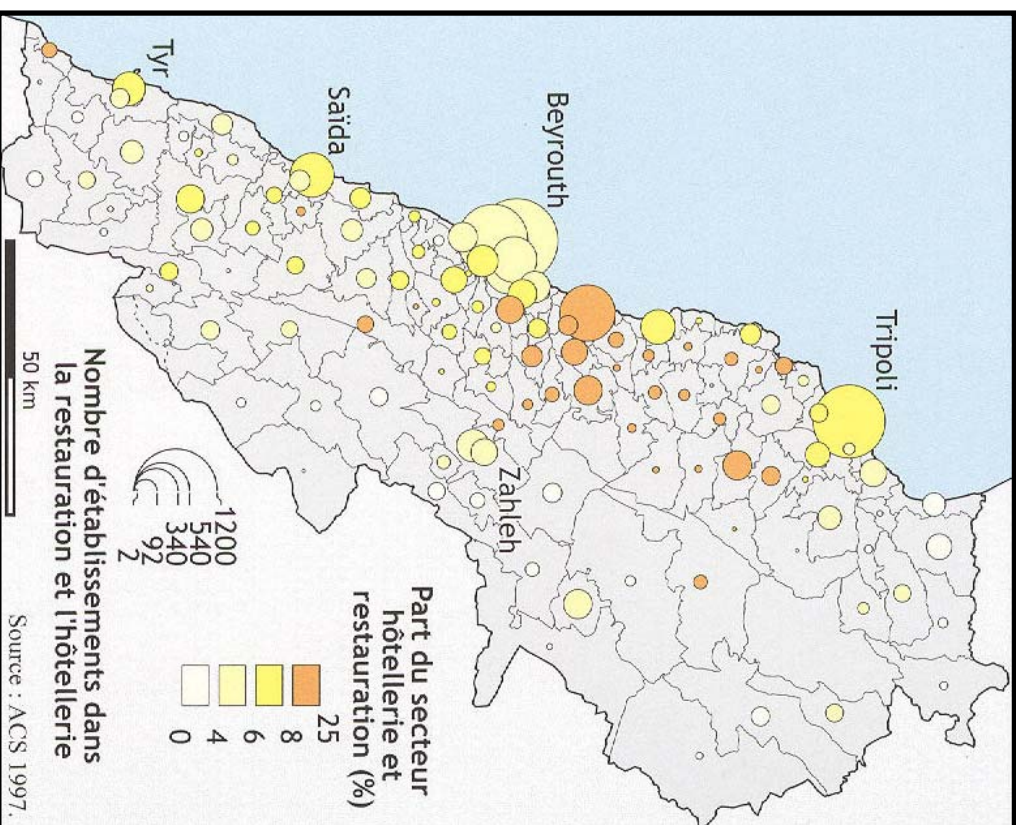 Tripoli
Beyrouth
Saïda
Tyr
Zahleh
Part du secteur
hôtellerie et
restauration (%)
25
8
6
4
0
1200
540
340
92
2
Nombre d'établissements dans
la restauration et l'hôtellerie
50 km
Source : ACS 1997.